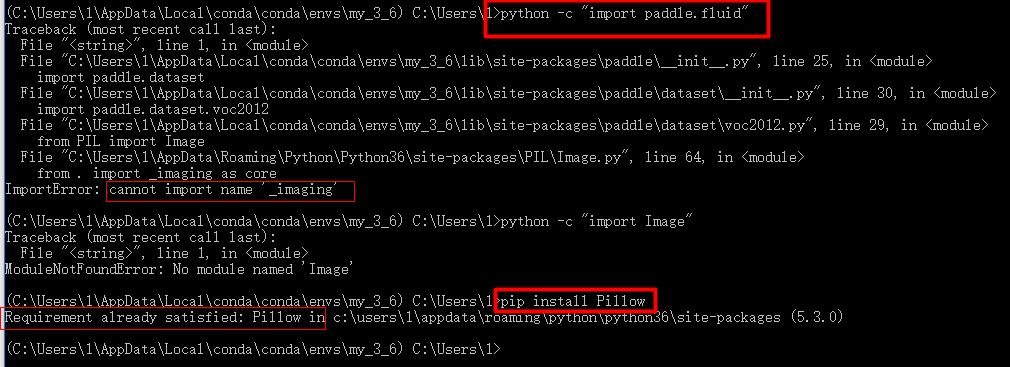 (C:\Users\1\AppData\Local\conda\conda\envs\my_3_6) C:\Users\1>python -c "import paddle.fluid"
Traceback (most recent call last):
  File "<string>", line 1, in <module>
  File "C:\Users\1\AppData\Local\conda\conda\envs\my_3_6\lib\site-packages\paddle\__init__.py", line 25, in <module>
    import paddle.dataset
  File "C:\Users\1\AppData\Local\conda\conda\envs\my_3_6\lib\site-packages\paddle\dataset\__init__.py", line 30, in <module>
    import paddle.dataset.voc2012
  File "C:\Users\1\AppData\Local\conda\conda\envs\my_3_6\lib\site-packages\paddle\dataset\voc2012.py", line 29, in <module>
    from PIL import Image
  File "C:\Users\1\AppData\Roaming\Python\Python36\site-packages\PIL\Image.py", line 64, in <module>
    from . import _imaging as core
ImportError: cannot import name '_imaging'
(C:\Users\1\AppData\Local\conda\conda\envs\my_3_6) C:\Users\1>python -c "import Image"
Traceback (most recent call last):
  File "<string>", line 1, in <module>
ModuleNotFoundError: No module named 'Image'
(C:\Users\1\AppData\Local\conda\conda\envs\my_3_6) C:\Users\1>pip install Pillow
Requirement already satisfied: Pillow in c:\users\1\appdata\roaming\python\python36\site-packages (5.3.0)
(C:\Users\1\AppData\Local\conda\conda\envs\my_3_6) C:\Users\1>